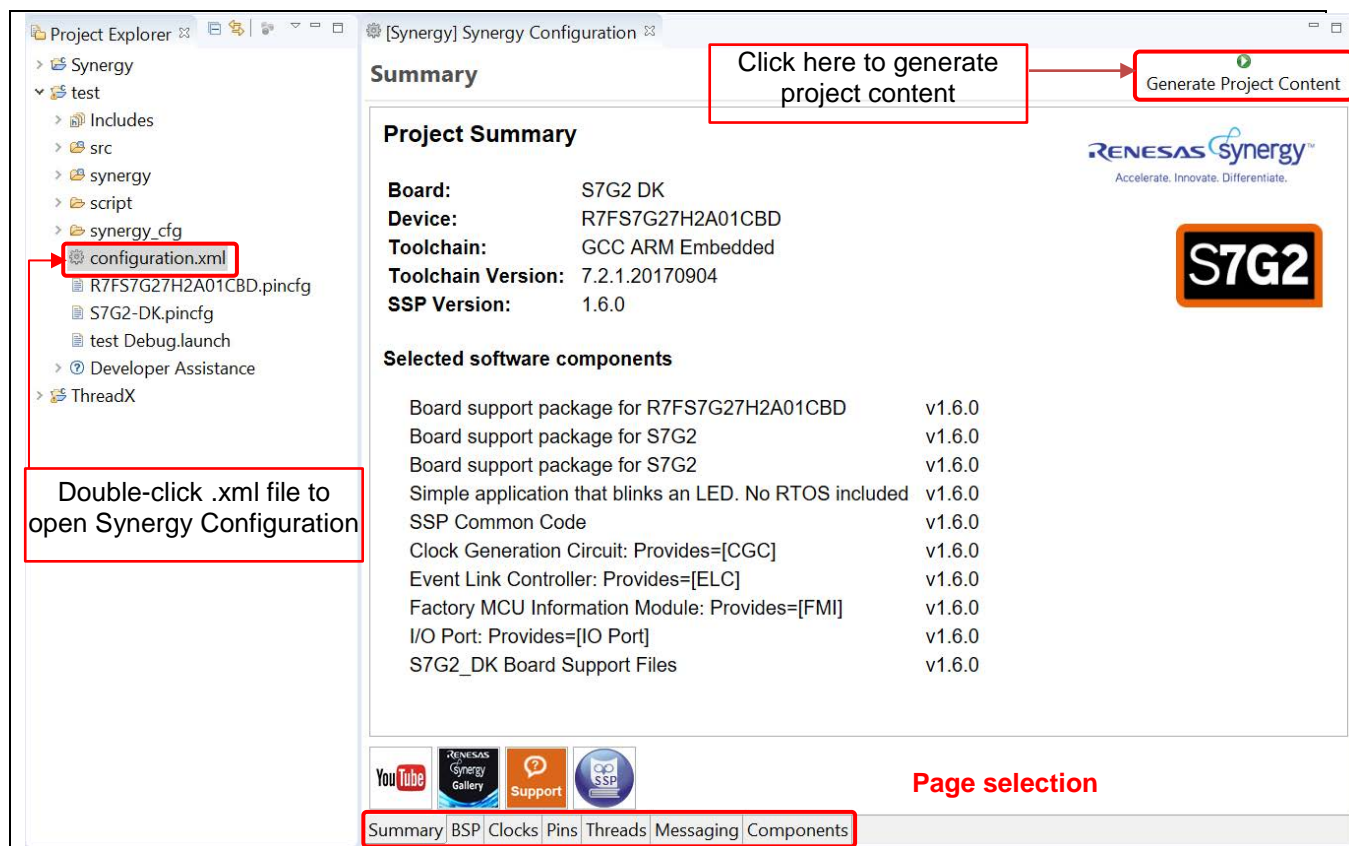 Project Explorer
[Synergy] Synergy Configuration
Synergy
test
Includes
src
synergy
script
synergy_cfg
configuration.xml
R7FS7G27H2A01CBD.pincfg
S7G2-DK.pincfg
test Debug.launch
Developer Assistance
ThreadX
Double-click .xml file to
open Synergy Configuration
Summary
Click here to generate
project content
Generate Project Content
Project Summary
RENESAS synergy™
Accelerate. Innovate. Differentiate.
Board: S7G2 DK
Device: R7FS7G27H2A01CBD
Toolchain: GCC ARM Embedded
Toolchain Version: 7.2.1.20170904
SSP Version: 1.6.0
S7G2
Selected software components
Board support package for R7FS7G27H2A01CBD v1.6.0
Board support package for S7G2 v1.6.0
Board support package for S7G2 v1.6.0
Simple application that blinks an LED. No RTOS included v1.6.0
SSP Common Code v1.6.0
Clock Generation Circuit: Provides=[CGC] v1.6.0
Event Link Controller: Provides=[ELC] v1.6.0
Factory MCU Information Module: Provides=[FMI] v1.6.0
I/O Port: Provides=[IO Port] v1.6.0
S7G2_DK Board Support Files v1.6.0
YouTube
RENESAS
synergy
Gallery
Support
SSP
Page selection
Summary BSP Clocks Pins Threads Messaging Components